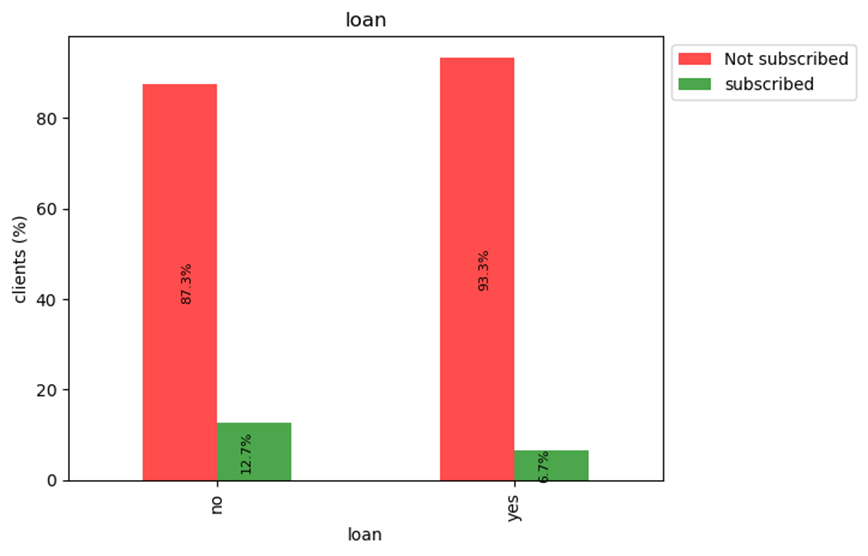 loan
Not subscribed
subscribed
clients (%)
80
60
40
20
0
87.3%
12.7%
93.3%
6.7%
no
yes
loan